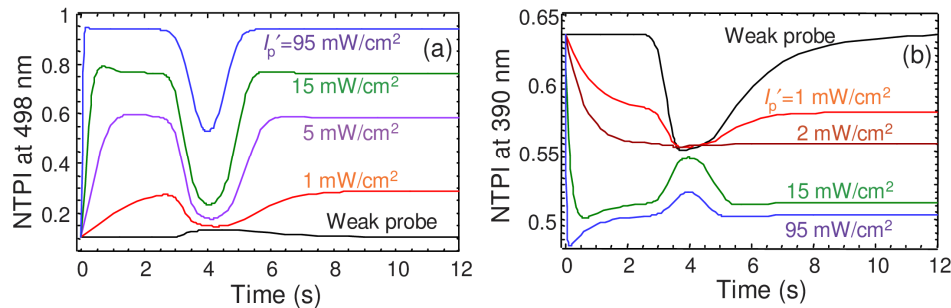 NTPI at 498 nm
1
0.8
0.6
0.4
0.2
Iₚ′=95 mW/cm²
(a)
15 mW/cm²
5 mW/cm²
1 mW/cm²
Weak probe
0 2 4 6 8 10 12
Time (s)
NTPI at 390 nm
0.65
0.6
0.55
0.5
Weak probe
(b)
Iₚ′=1 mW/cm²
2 mW/cm²
15 mW/cm²
95 mW/cm²
0 2 4 6 8 10 12
Time (s)